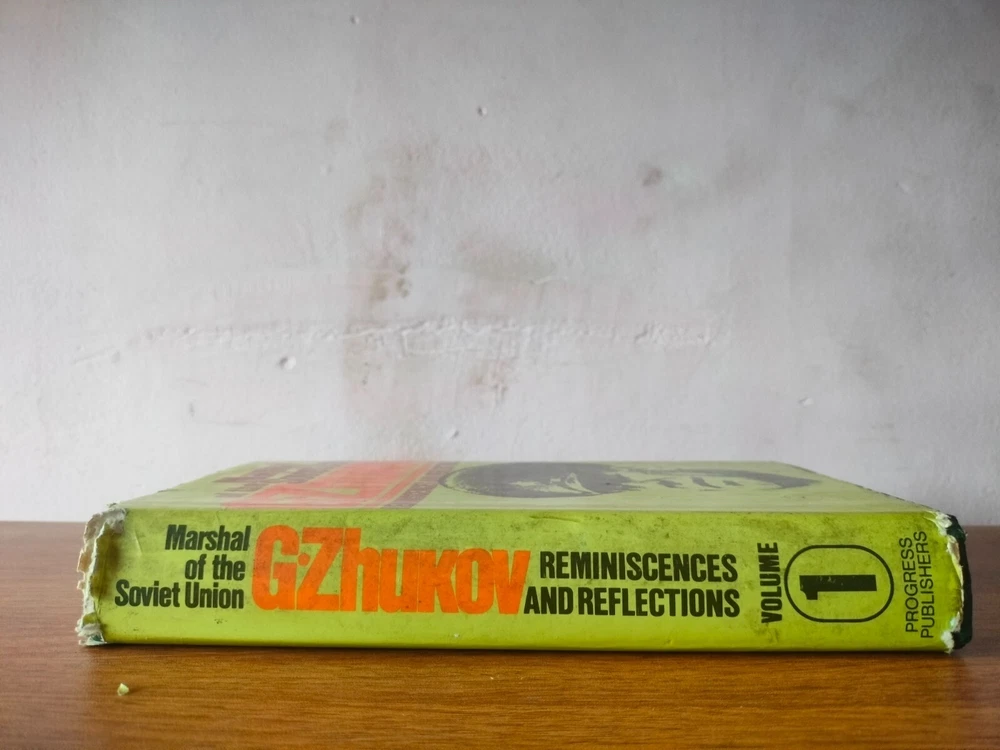 Marshal
of the
Soviet Union
G.Zhukov
REMINISCENCES
AND REFLECTIONS
VOLUME
1
PROGRESS
PUBLISHERS